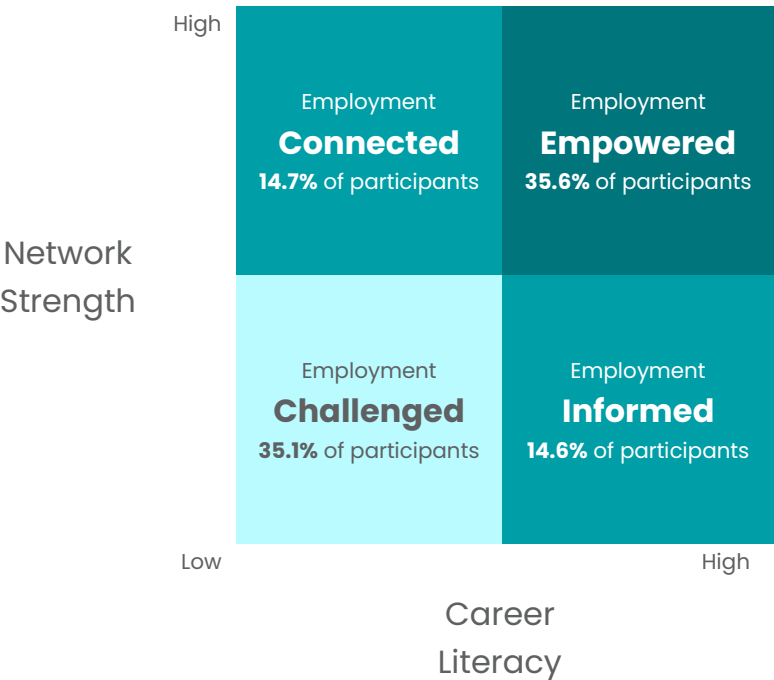 High
Employment
Connected
14.7% of participants
Employment
Empowered
35.6% of participants
Network
Strength
Employment
Challenged
35.1% of participants
Employment
Informed
14.6% of participants
Low
High
Career
Literacy